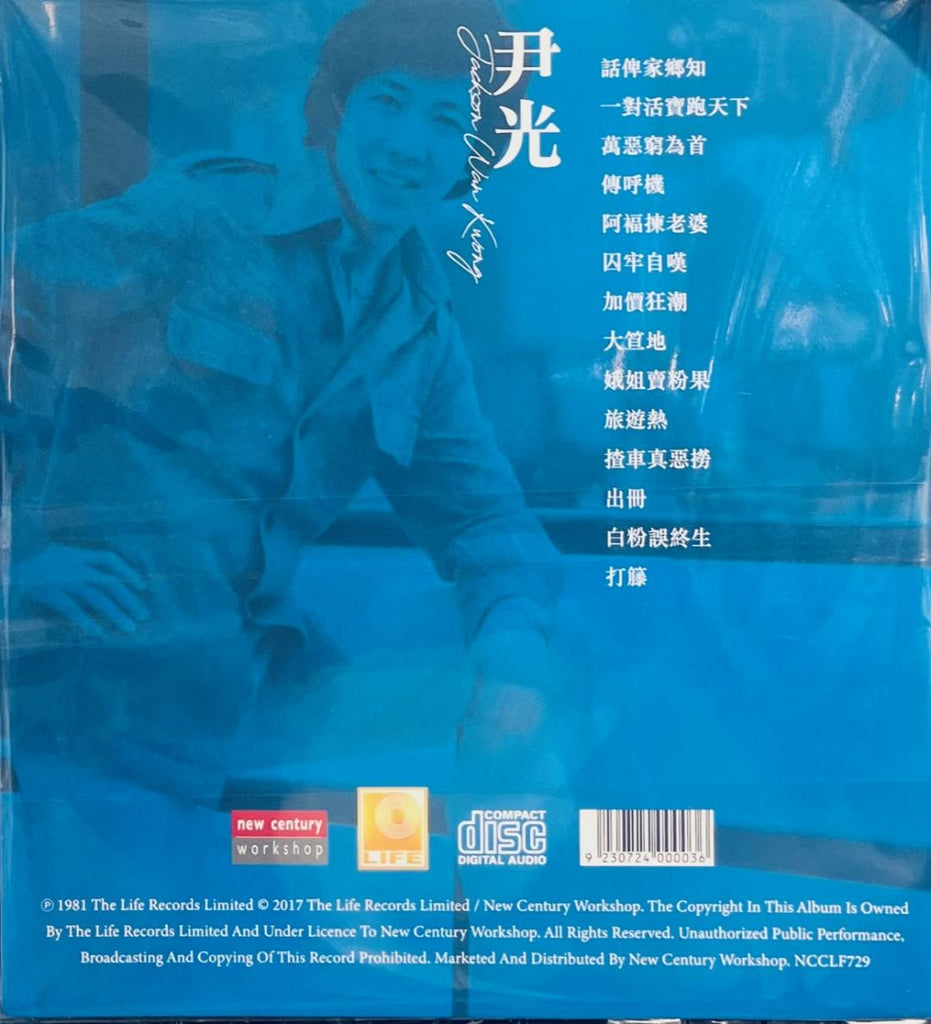 尹光
Jackson Wan Kwong
話俾家鄉知
一對活寶跑天下
萬惡窮為首
傳呼機
阿福揀老婆
囚牢自嘆
加價狂潮
大笪地
娥姐賣粉果
旅遊熱
揸車真惡撈
出冊
白粉誤終生
打籐
new century
workshop
LIFE
COMPACT
disc
DIGITAL AUDIO
9 230724 000036
℗ 1981 The Life Records Limited © 2017 The Life Records Limited / New Century Workshop. The Copyright In This Album Is Owned
By The Life Records Limited And Under Licence To New Century Workshop. All Rights Reserved. Unauthorized Public Performance,
Broadcasting And Copying Of This Record Prohibited. Marketed And Distributed By New Century Workshop. NCCLF729